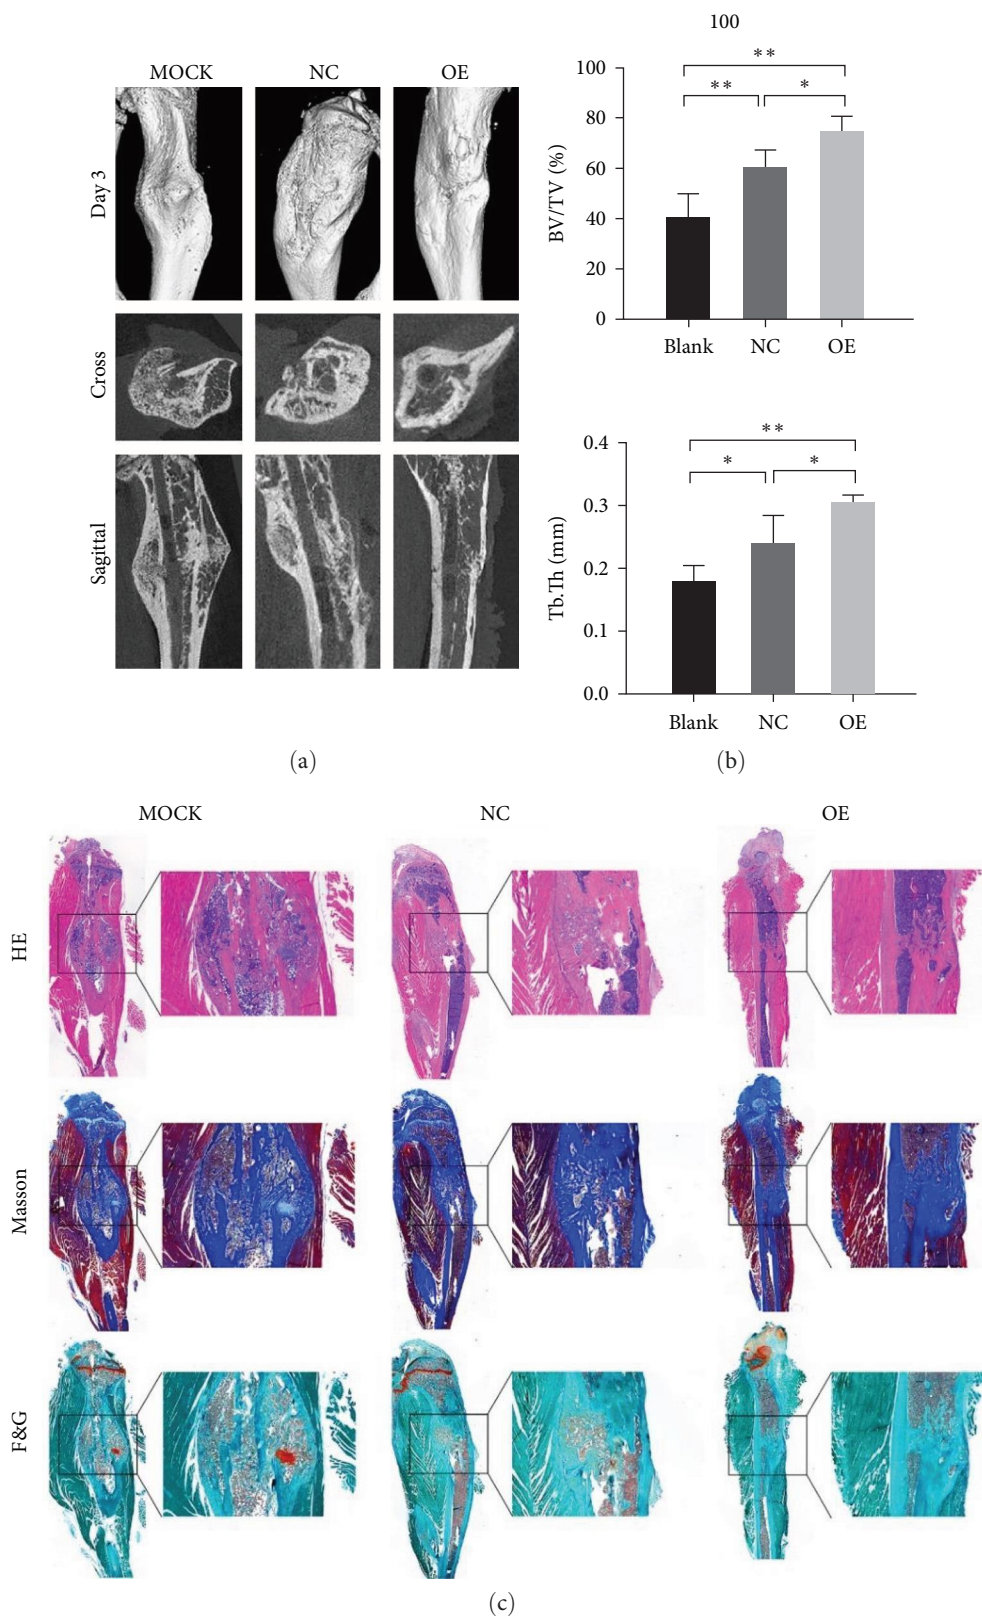 MOCK NC OE
Day 3
Cross
Sagittal
(a)
100
**
** *
100
80
60
40
20
0
BV/TV (%)
Blank NC OE
**
* *
0.4
0.3
0.2
0.1
0.0
Tb.Th (mm)
Blank NC OE
(b)
MOCK NC OE
HE
Masson
F&G
(c)